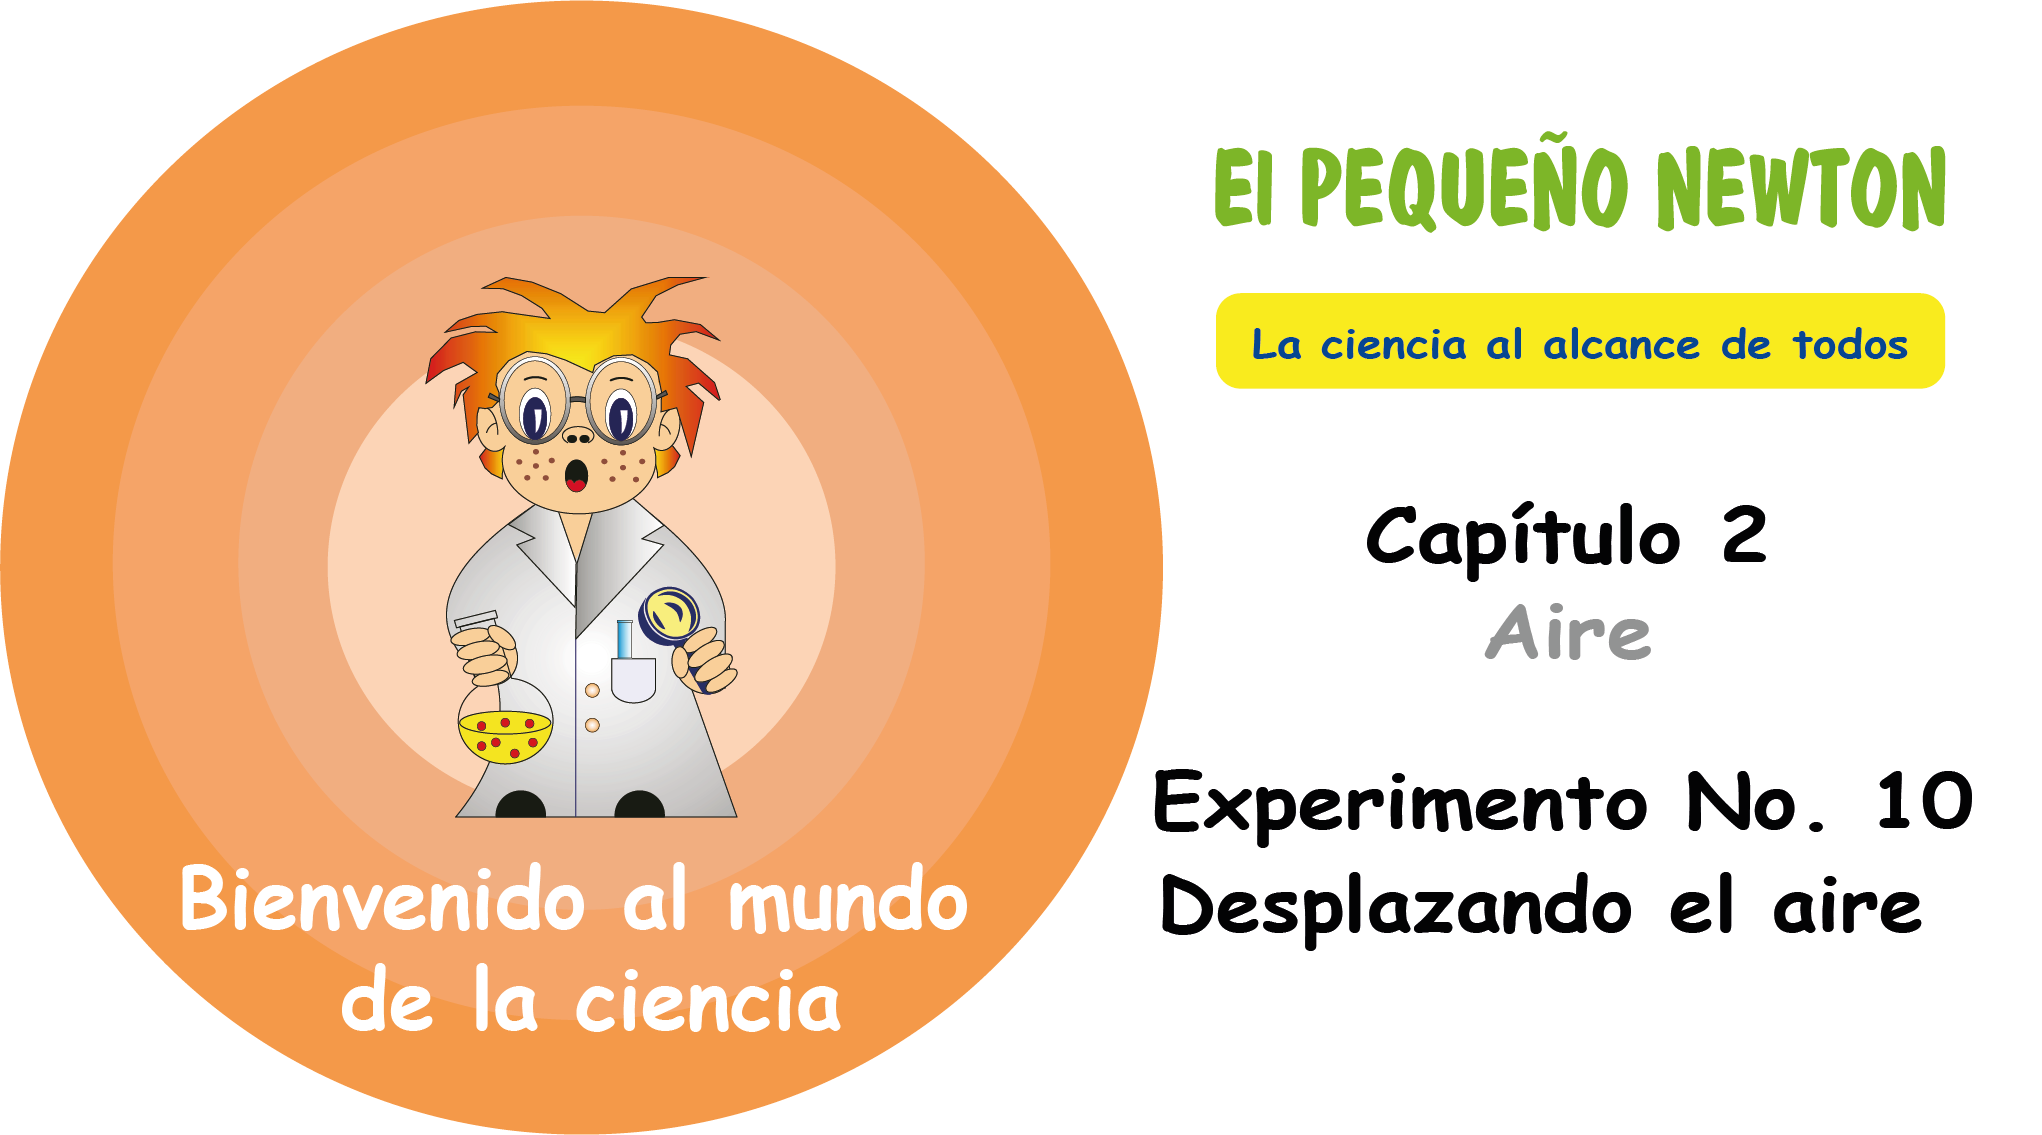 El PEQUEÑO NEWTON
La ciencia al alcance de todos
Capítulo 2
Aire
Experimento No. 10
Desplazando el aire
Bienvenido al mundo
de la ciencia